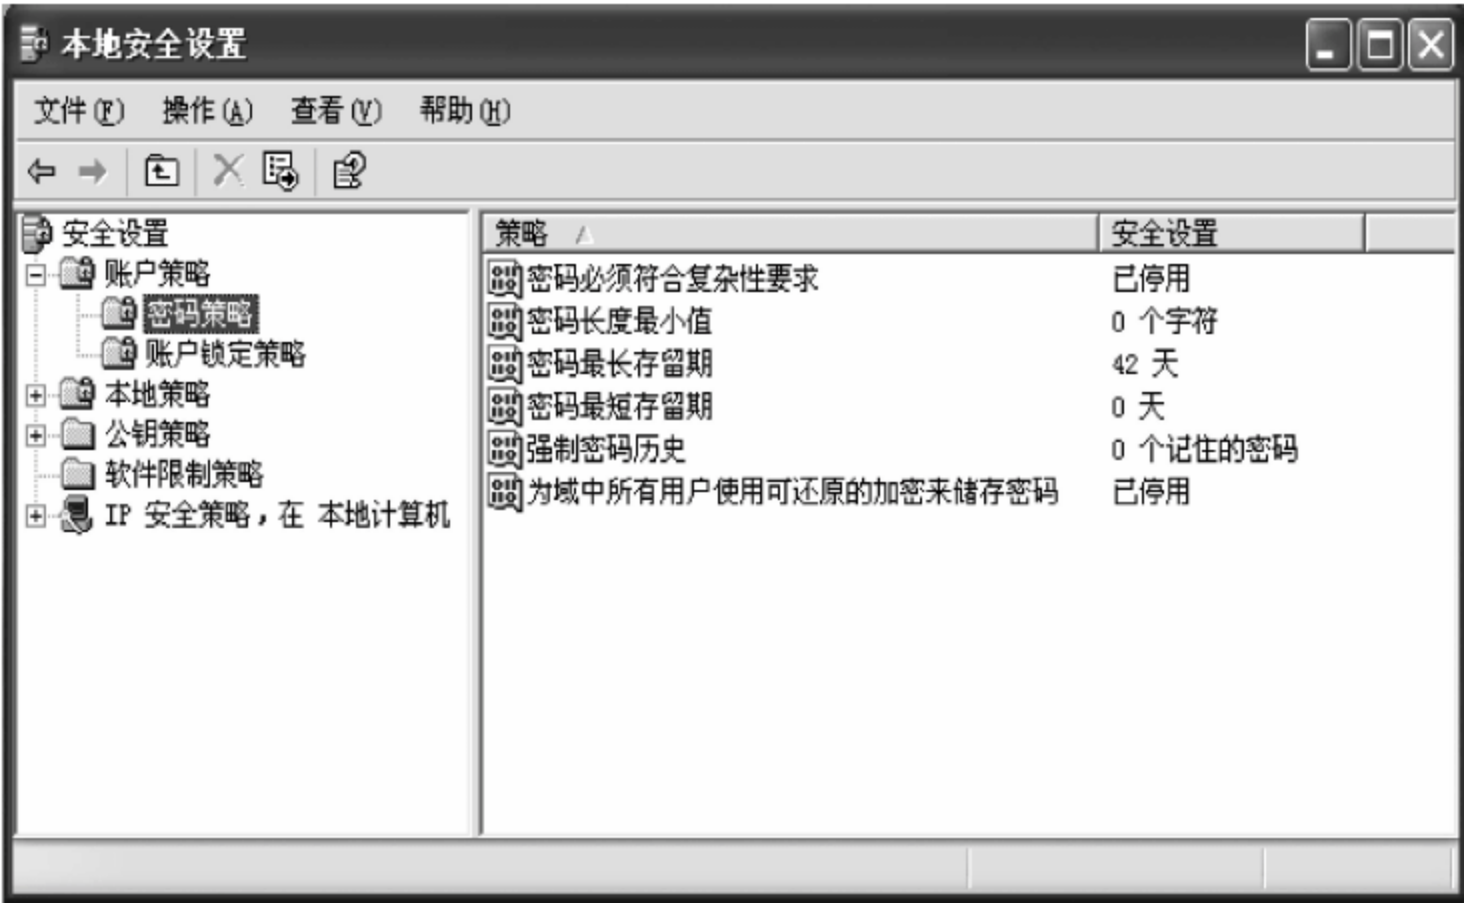 本地安全设置
文件(F) 操作(A) 查看(V) 帮助(H)
安全设置
账户策略
密码策略
账户锁定策略
本地策略
公钥策略
软件限制策略
IP 安全策略，在 本地计算机
策略 安全设置
密码必须符合复杂性要求 已停用
密码长度最小值 0 个字符
密码最长存留期 42 天
密码最短存留期 0 天
强制密码历史 0 个记住的密码
为域中所有用户使用可还原的加密来储存密码 已停用